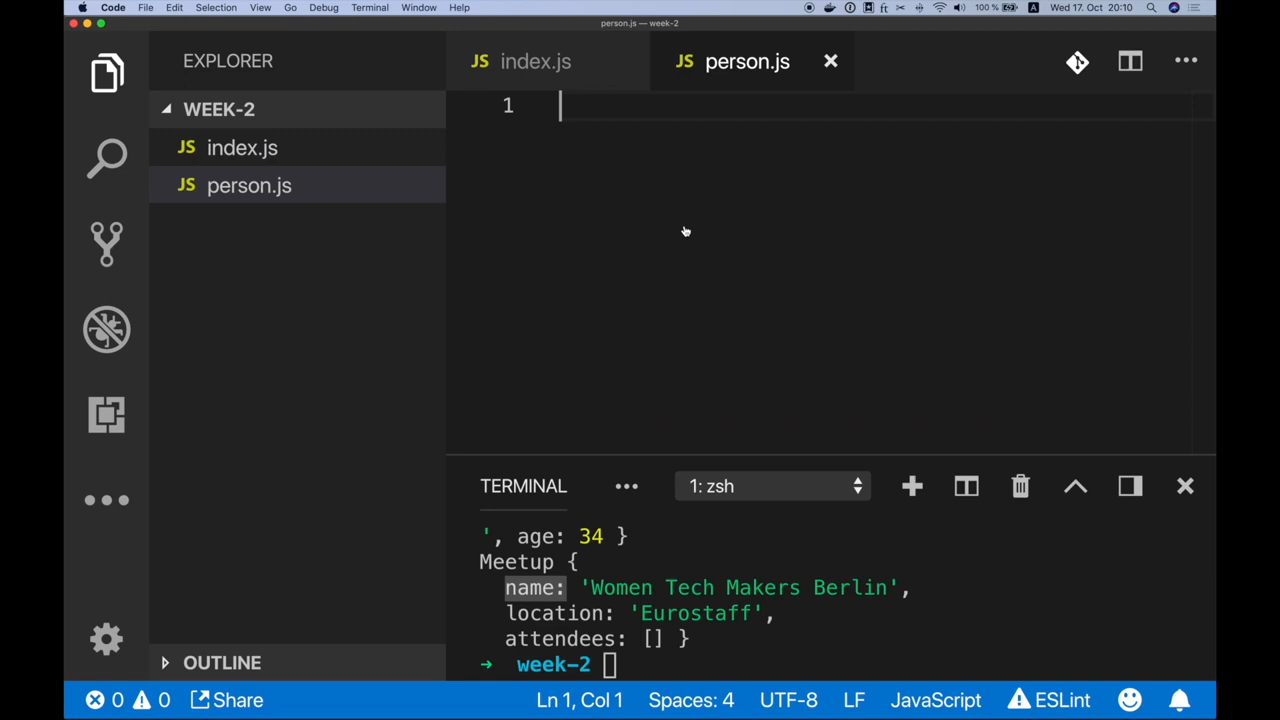 Code File Edit Selection View Go Debug Terminal Window Help 100 % A Wed 17. Oct 20:10
person.js — week-2
EXPLORER
JS index.js
JS person.js
WEEK-2
1
JS index.js
JS person.js
TERMINAL
1: zsh
', age: 34 }
Meetup {
name: 'Women Tech Makers Berlin',
location: 'Eurostaff',
attendees: [] }
→ week-2
OUTLINE
0 0 Share Ln 1, Col 1 Spaces: 4 UTF-8 LF JavaScript ESLint